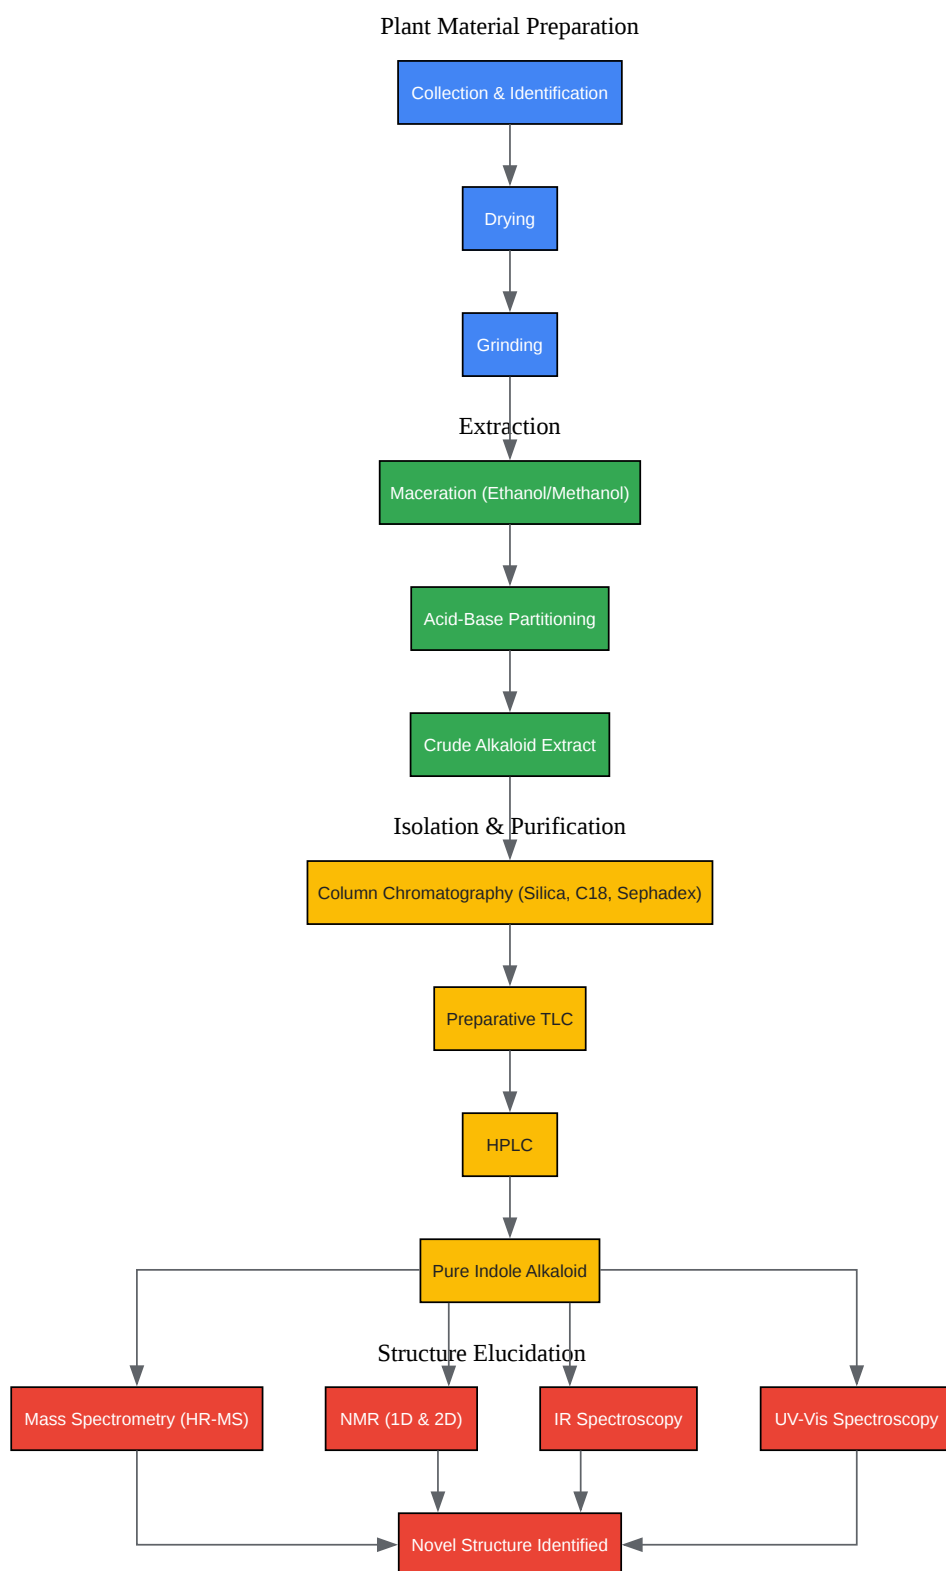 Plant Material Preparation
Collection & Identification
Drying
Grinding
Extraction
Maceration (Ethanol/Methanol)
Acid-Base Partitioning
Crude Alkaloid Extract
Isolation & Purification
Column Chromatography (Silica, C18, Sephadex)
Preparative TLC
HPLC
Pure Indole Alkaloid
Structure Elucidation
Mass Spectrometry (HR-MS)
NMR (1D & 2D)
IR Spectroscopy
UV-Vis Spectroscopy
Novel Structure Identified